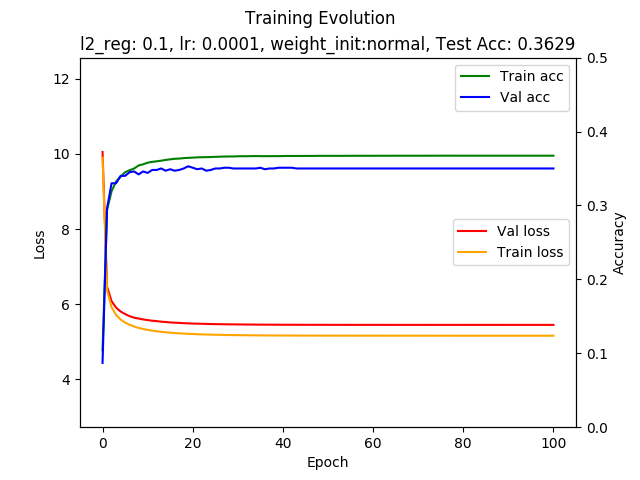 Training Evolution
l2_reg: 0.1, lr: 0.0001, weight_init:normal, Test Acc: 0.3629
Train acc
Val acc
Val loss
Train loss
Loss
12
10
8
6
4
Accuracy
0.5
0.4
0.3
0.2
0.1
0.0
0 20 40 60 80 100
Epoch